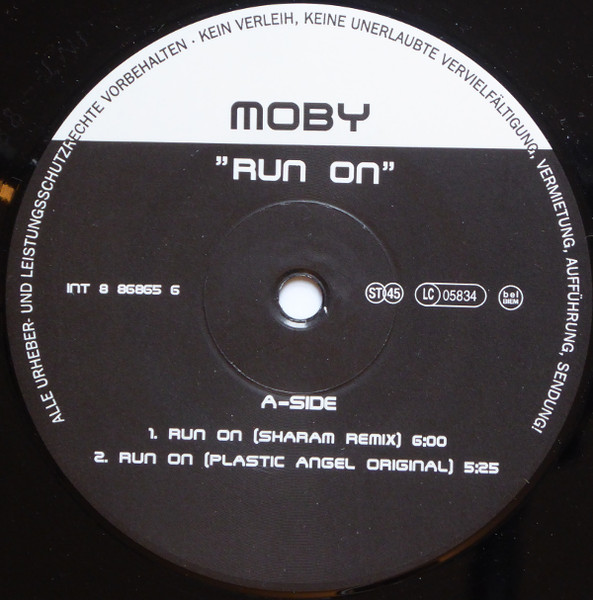 ALLE URHEBER- UND LEISTUNGSSCHUTZRECHTE VORBEHALTEN · KEIN VERLEIH, KEINE UNERLAUBTE VERVIELFÄLTIGUNG, VERMIETUNG, AUFFÜHRUNG, SENDUNG!
MOBY
"RUN ON"
INT 8 86865 6
ST 45 LC 05834 bel BIEM
A-SIDE
1. RUN ON (SHARAM REMIX) 6:00
2. RUN ON (PLASTIC ANGEL ORIGINAL) 5:25